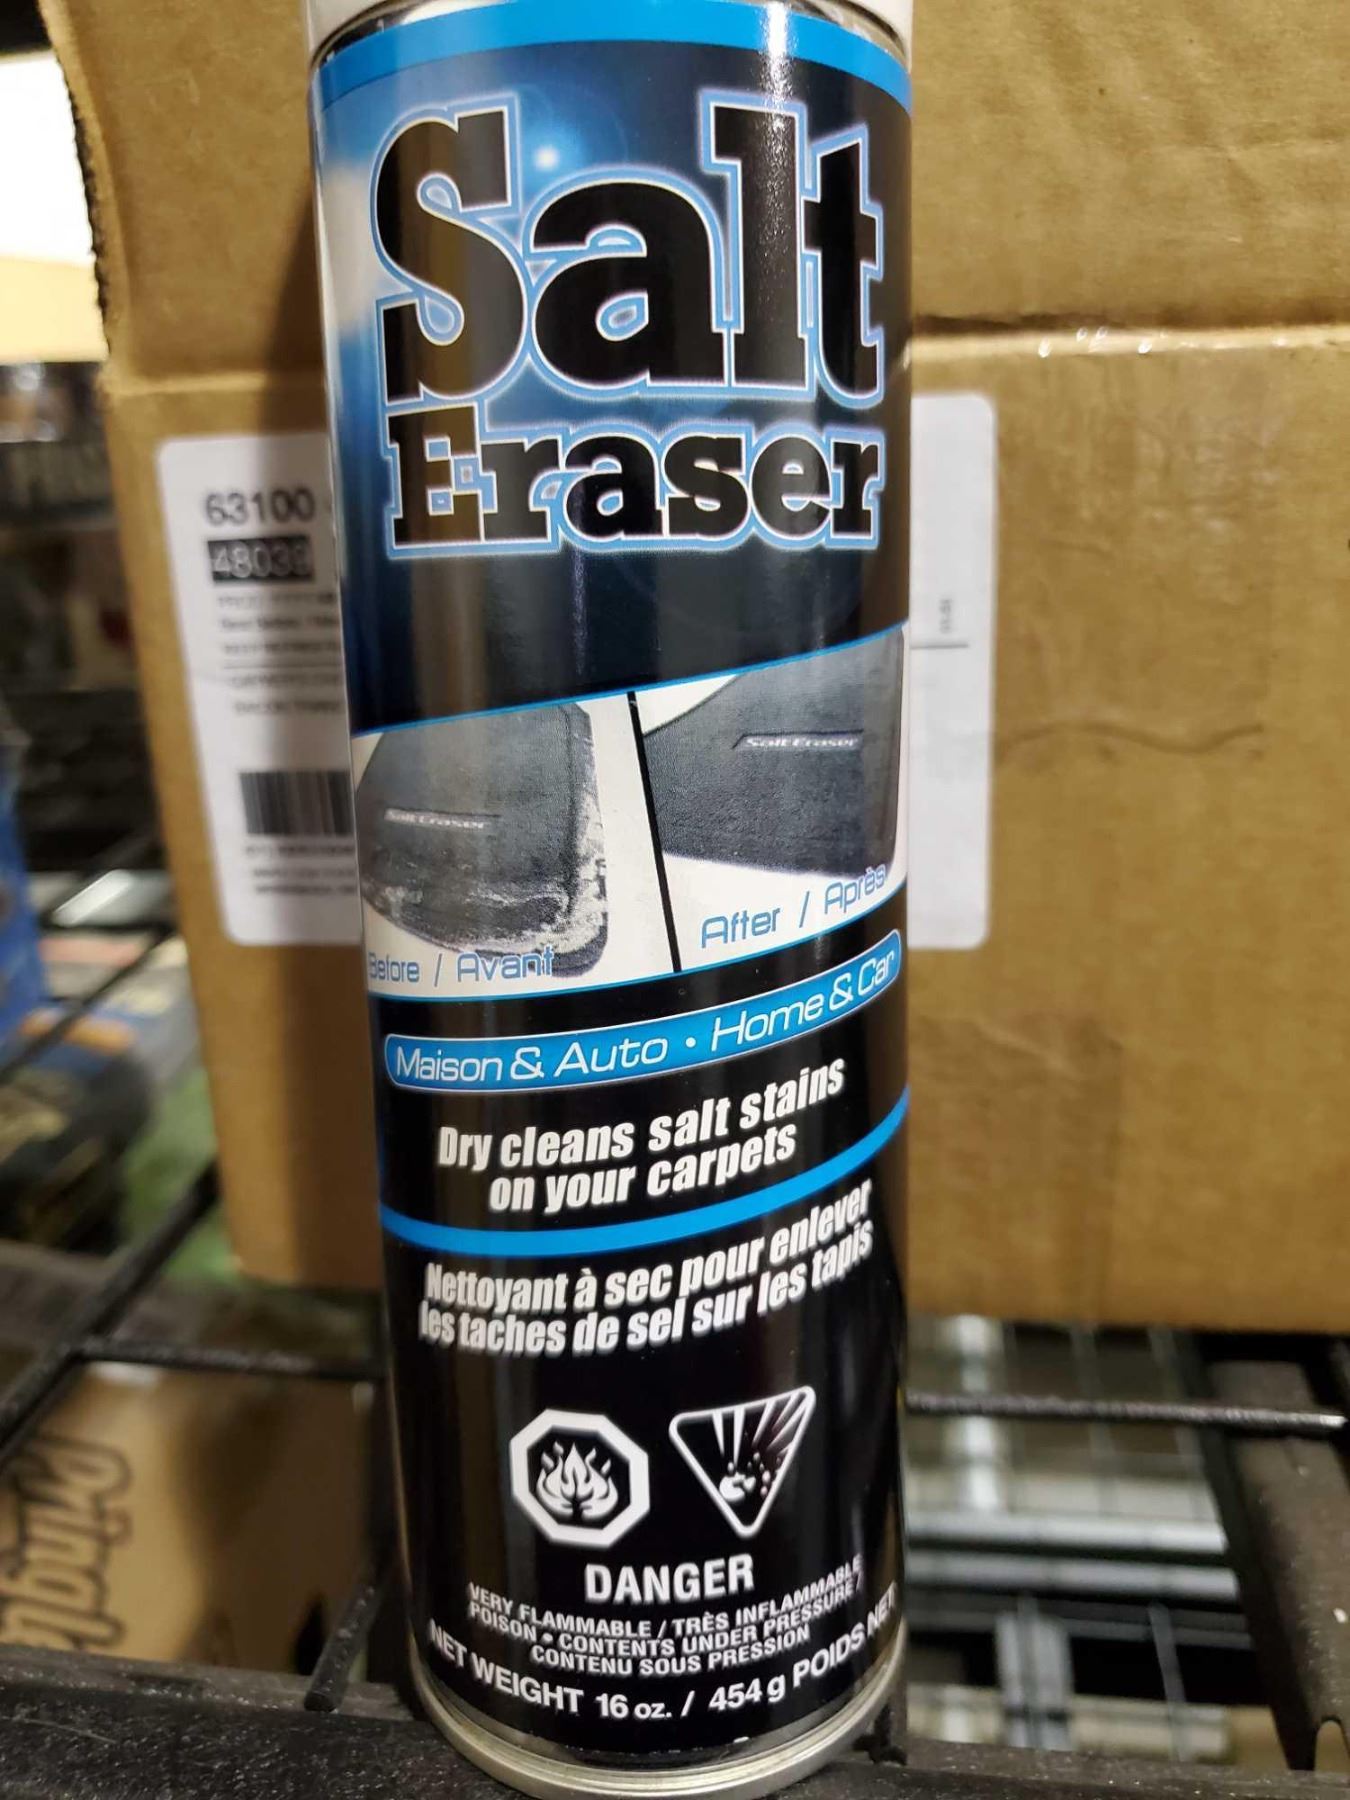 Salt
Eraser
63100
48039
Salt Eraser
Salt Eraser
Before / Avant
After / Après
Maison & Auto • Home & Car
Dry cleans salt stains
on your carpets
Nettoyant à sec pour enlever
les taches de sel sur les tapis
DANGER
VERY FLAMMABLE / TRÈS INFLAMMABLE
POISON • CONTENTS UNDER PRESSURE /
CONTENU SOUS PRESSION
NET WEIGHT 16 oz. / 454 g POIDS NET